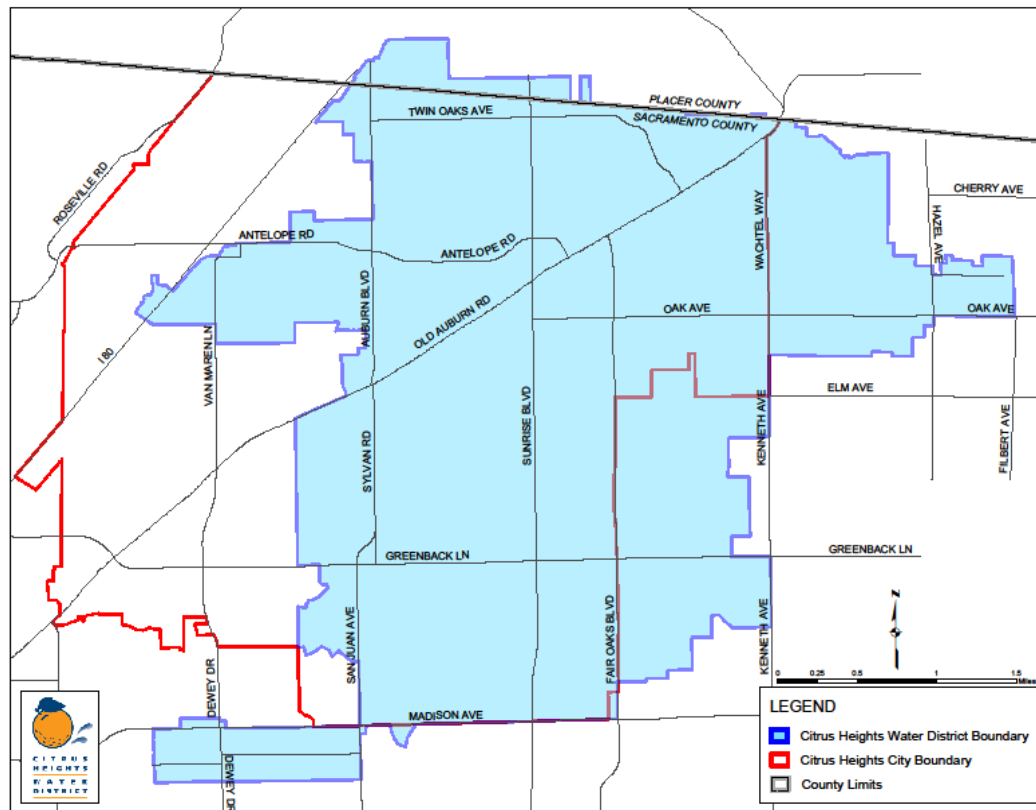 PLACER COUNTY
SACRAMENTO COUNTY
TWIN OAKS AVE
ROSEVILLE RD
CHERRY AVE
HAZEL AVE
WACHTEL WAY
ANTELOPE RD
ANTELOPE RD
AUBURN BLVD
OLD AUBURN RD
OAK AVE
OAK AVE
I 80
VAN MAREN LN
ELM AVE
SUNRISE BLVD
KENNETH AVE
FILBERT AVE
SYLVAN RD
GREENBACK LN
GREENBACK LN
N
SAN JUAN AVE
FAIR OAKS BLVD
KENNETH AVE
DEWEY DR
0 0.25 0.5 1 1.5
Miles
MADISON AVE
DEWEY DR
CITRUS
HEIGHTS
WATER
DISTRICT
LEGEND
Citrus Heights Water District Boundary
Citrus Heights City Boundary
County Limits